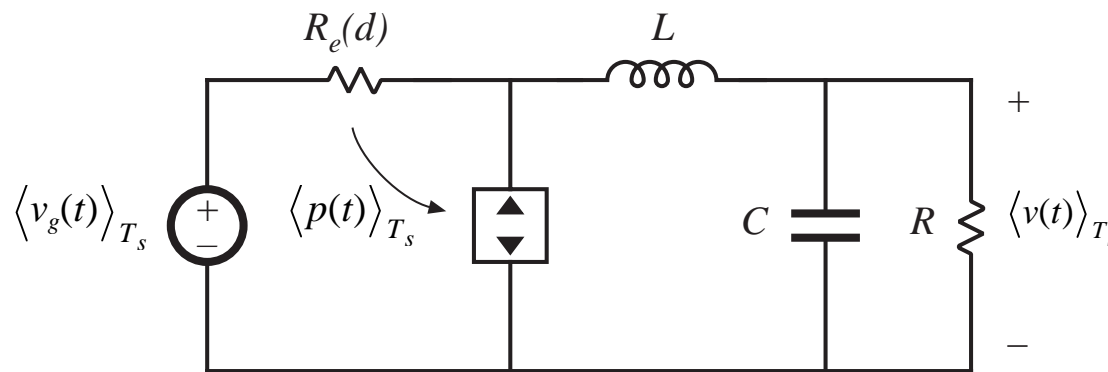 R_e(d)
L
+
⟨v_g(t)⟩_{T_s}
+
−
⟨p(t)⟩_{T_s}
C
R
⟨v(t)⟩_{T_s}
−